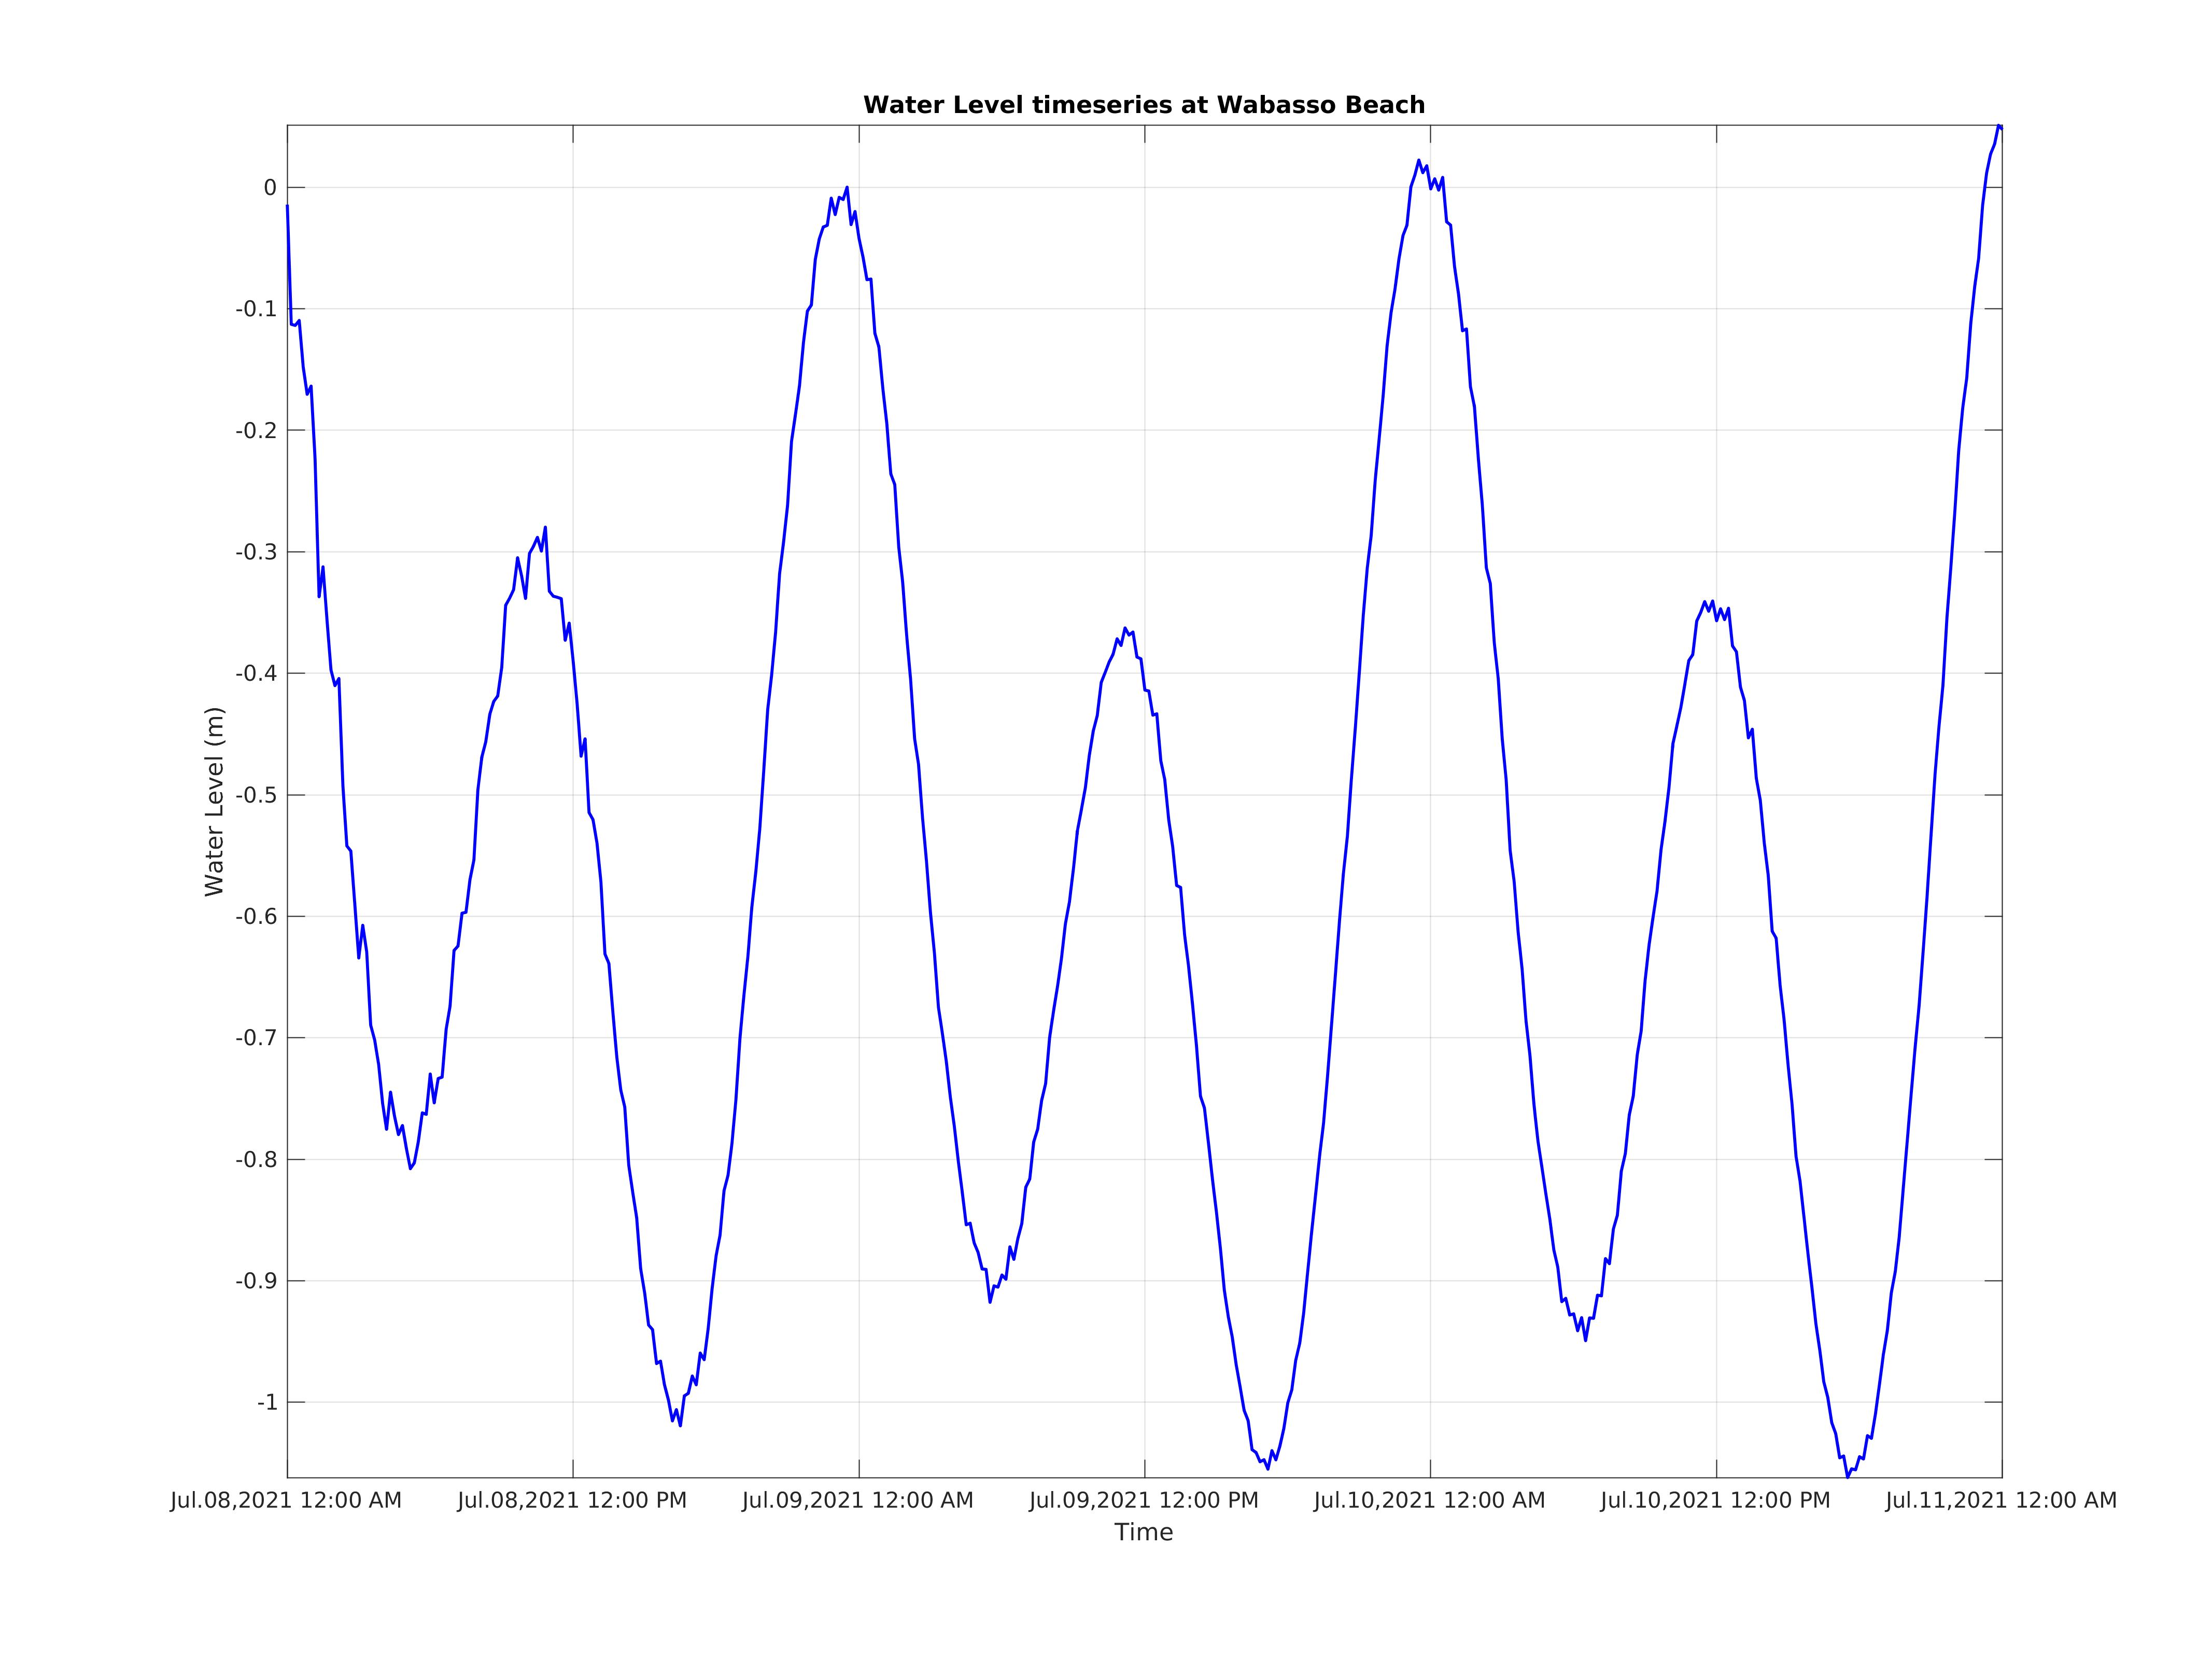 Water Level timeseries at Wabasso Beach
0
-0.1
-0.2
-0.3
-0.4
-0.5
-0.6
-0.7
-0.8
-0.9
-1
Water Level (m)
Jul.08,2021 12:00 AM
Jul.08,2021 12:00 PM
Jul.09,2021 12:00 AM
Jul.09,2021 12:00 PM
Jul.10,2021 12:00 AM
Jul.10,2021 12:00 PM
Jul.11,2021 12:00 AM
Time